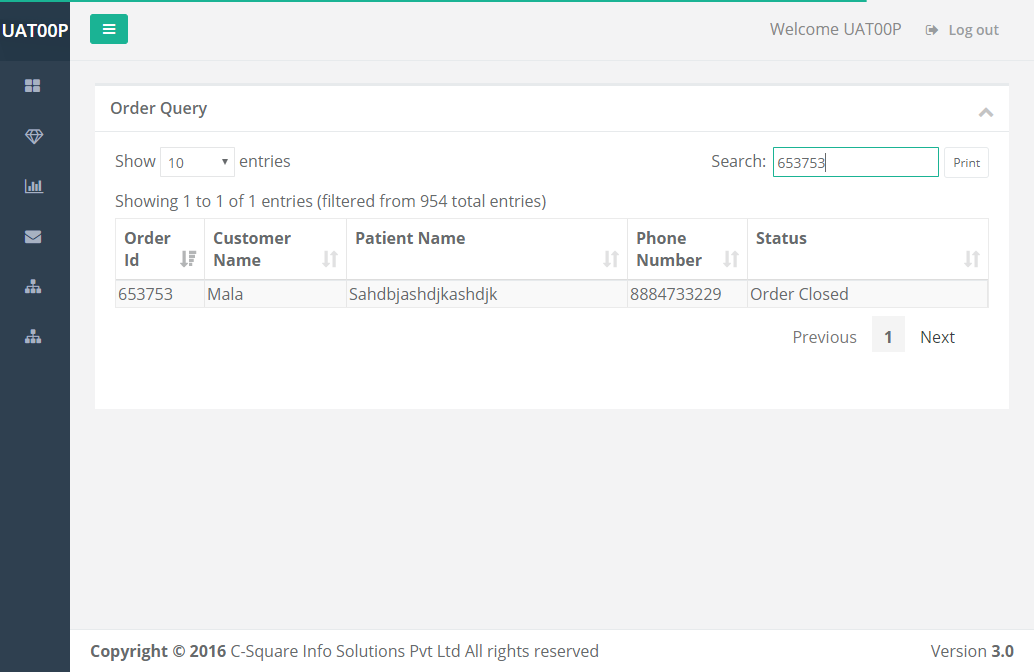 UAT00P
Welcome UAT00P Log out
Order Query
Show 10 entries Search: 653753 Print
Showing 1 to 1 of 1 entries (filtered from 954 total entries)
Order Id Customer Name Patient Name Phone Number Status
653753 Mala Sahdbjashdjkashdjk 8884733229 Order Closed
Previous 1 Next
Copyright © 2016 C-Square Info Solutions Pvt Ltd All rights reserved Version 3.0